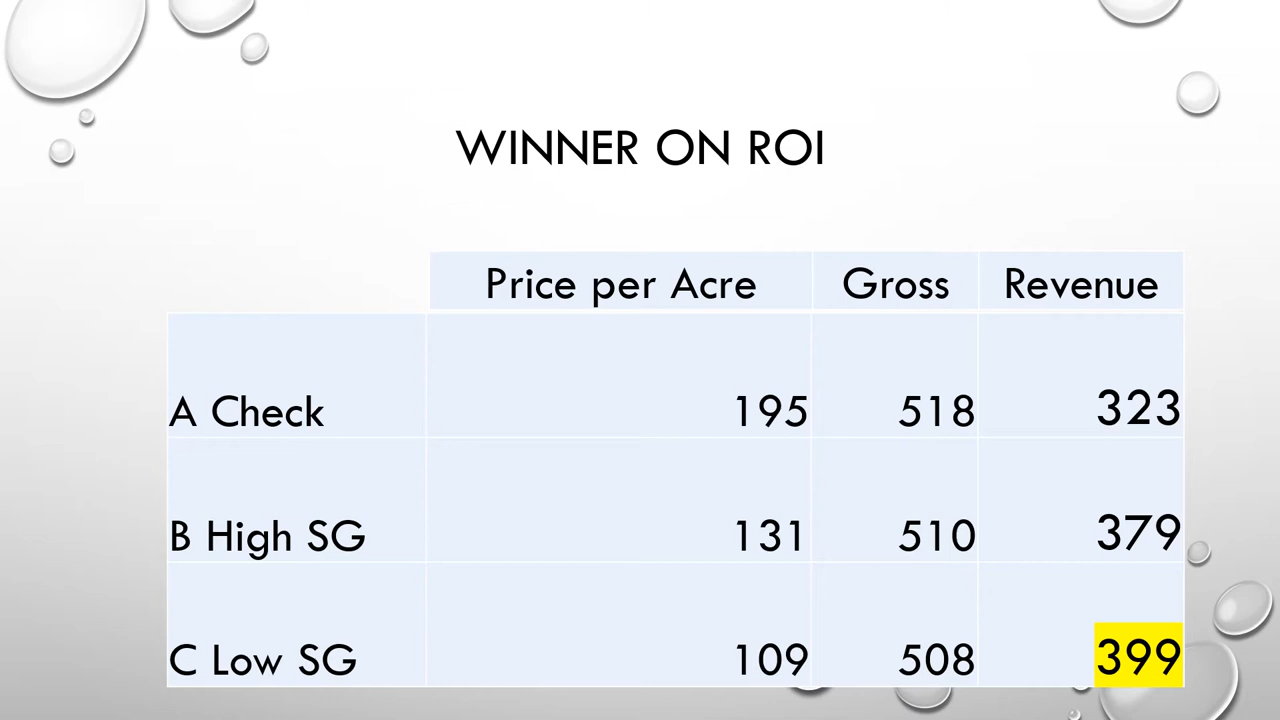 WINNER ON ROI
Price per Acre Gross Revenue
A Check 195 518 323
B High SG 131 510 379
C Low SG 109 508 399